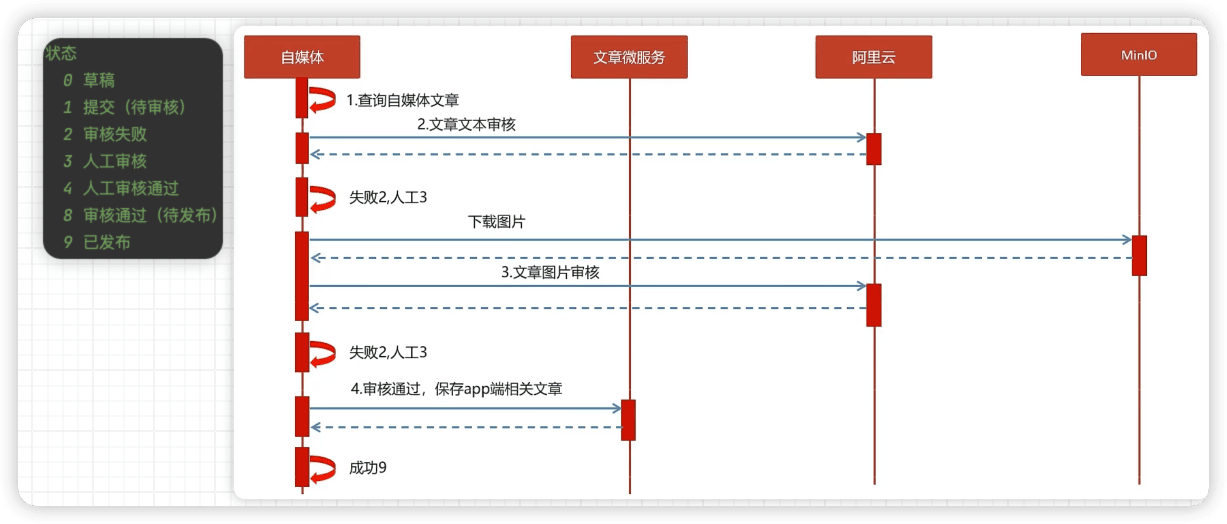 状态
0 草稿
1 提交（待审核）
2 审核失败
3 人工审核
4 人工审核通过
8 审核通过（待发布）
9 已发布
自媒体
文章微服务
阿里云
MinIO
1.查询自媒体文章
2.文章文本审核
失败2,人工3
下载图片
3.文章图片审核
失败2,人工3
4.审核通过，保存app端相关文章
成功9